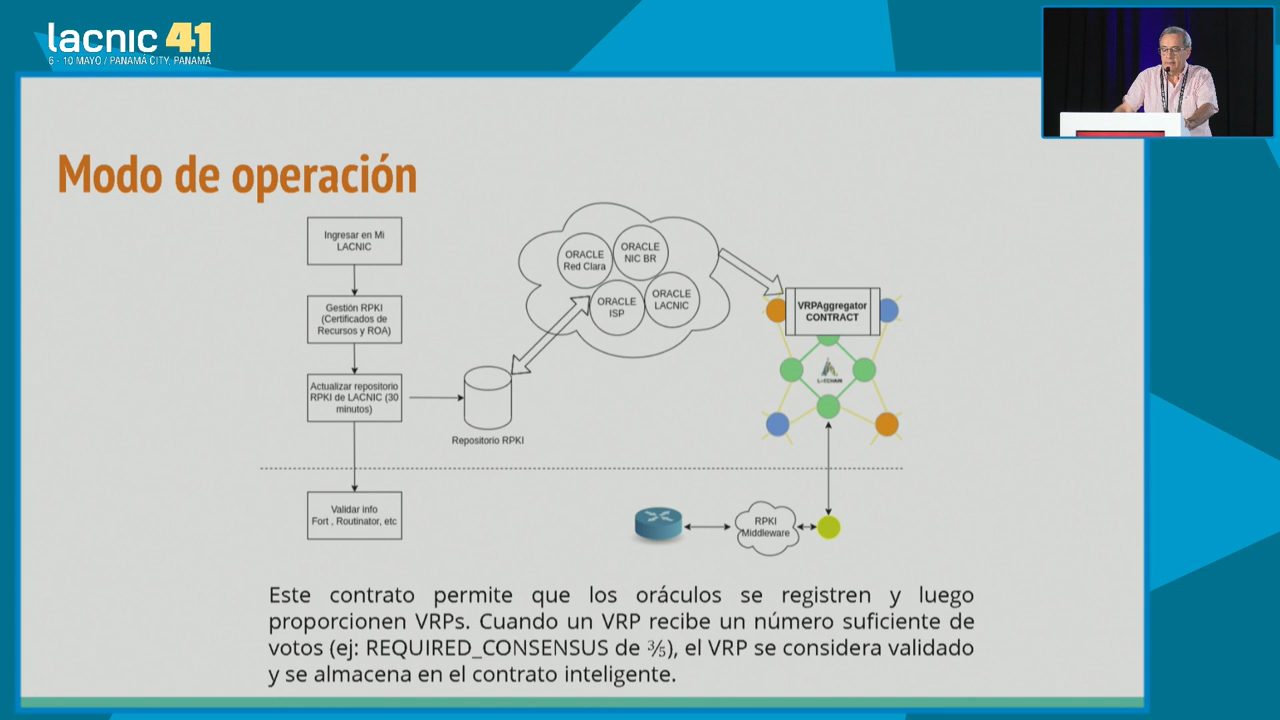 lacnic 41
6 - 10 MAYO / PANAMÁ CITY, PANAMÁ
Modo de operación
Ingresar en Mi
LACNIC
Gestión RPKI
(Certificados de
Recursos y ROA)
Actualizar repositorio
RPKI de LACNIC (30
minutos)
Repositorio RPKI
Validar info
Fort , Routinator, etc
ORACLE
Red Clara
ORACLE
NIC BR
ORACLE
ISP
ORACLE
LACNIC
VRPAggregator
CONTRACT
RPKI
Middleware
Este contrato permite que los oráculos se registren y luego
proporcionen VRPs. Cuando un VRP recibe un número suficiente de
votos (ej: REQUIRED_CONSENSUS de ⅗), el VRP se considera validado
y se almacena en el contrato inteligente.